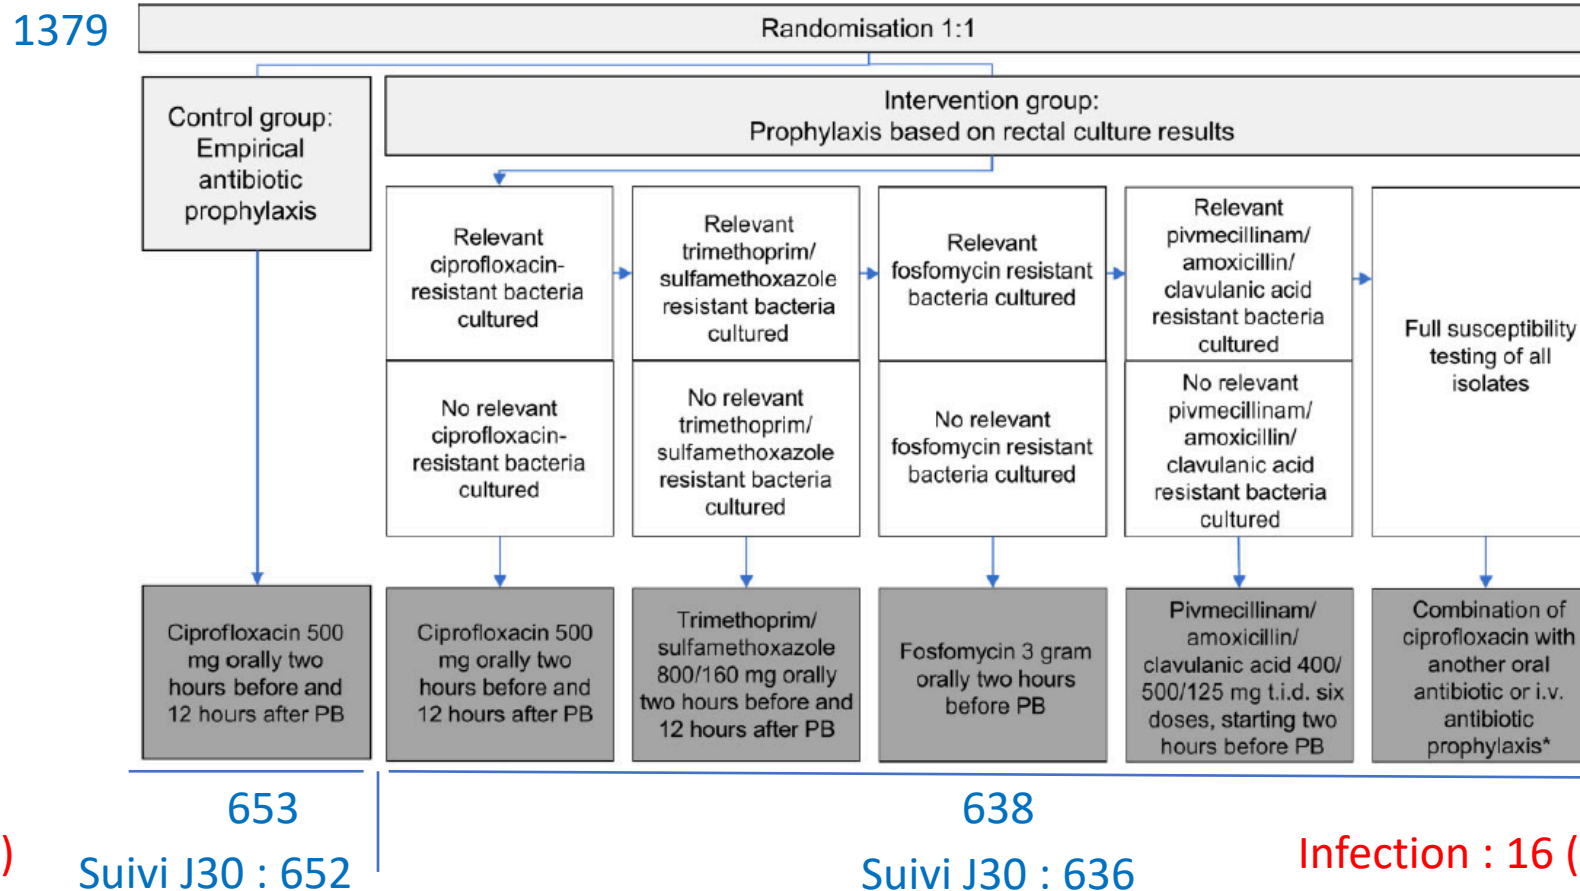 1379
Randomisation 1:1
Control group:
Empirical
antibiotic
prophylaxis
Intervention group:
Prophylaxis based on rectal culture results
Relevant
ciprofloxacin-
resistant bacteria
cultured
Relevant
trimethoprim/
sulfamethoxazole
resistant bacteria
cultured
Relevant
fosfomycin resistant
bacteria cultured
Relevant
pivmecillinam/
amoxicillin/
clavulanic acid
resistant bacteria
cultured
Full susceptibility
testing of all
isolates
No relevant
ciprofloxacin-
resistant bacteria
cultured
No relevant
trimethoprim/
sulfamethoxazole
resistant bacteria
cultured
No relevant
fosfomycin resistant
bacteria cultured
No relevant
pivmecillinam/
amoxicillin/
clavulanic acid
resistant bacteria
cultured
Ciprofloxacin 500
mg orally two
hours before and
12 hours after PB
Ciprofloxacin 500
mg orally two
hours before and
12 hours after PB
Trimethoprim/
sulfamethoxazole
800/160 mg orally
two hours before and
12 hours after PB
Fosfomycin 3 gram
orally two hours
before PB
Pivmecillinam/
amoxicillin/
clavulanic acid 400/
500/125 mg t.i.d. six
doses, starting two
hours before PB
Combination of
ciprofloxacin with
another oral
antibiotic or i.v.
antibiotic
prophylaxis*
653
638
)
Suivi J30 : 652
Suivi J30 : 636
Infection : 16 (